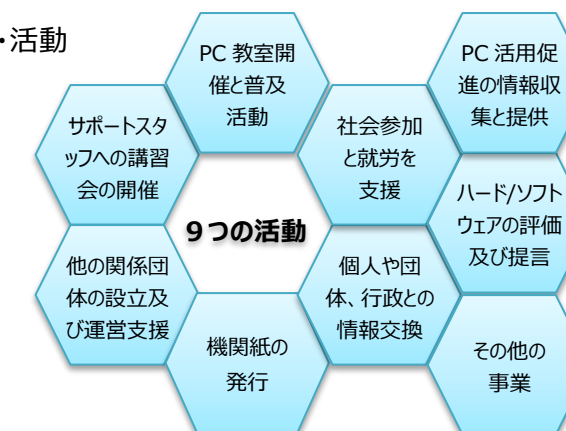 ・活動
PC 教室開
催と普及
活動
PC 活用促
進の情報収
集と提供
サポートスタ
ッフへの講習
会の開催
社会参加
と就労を
支援
ハード/ソフト
ウェアの評価
及び提言
９つの活動
他の関係団
体の設立及
び運営支援
個人や団
体、行政との
情報交換
機関紙の
発行
その他の
事業